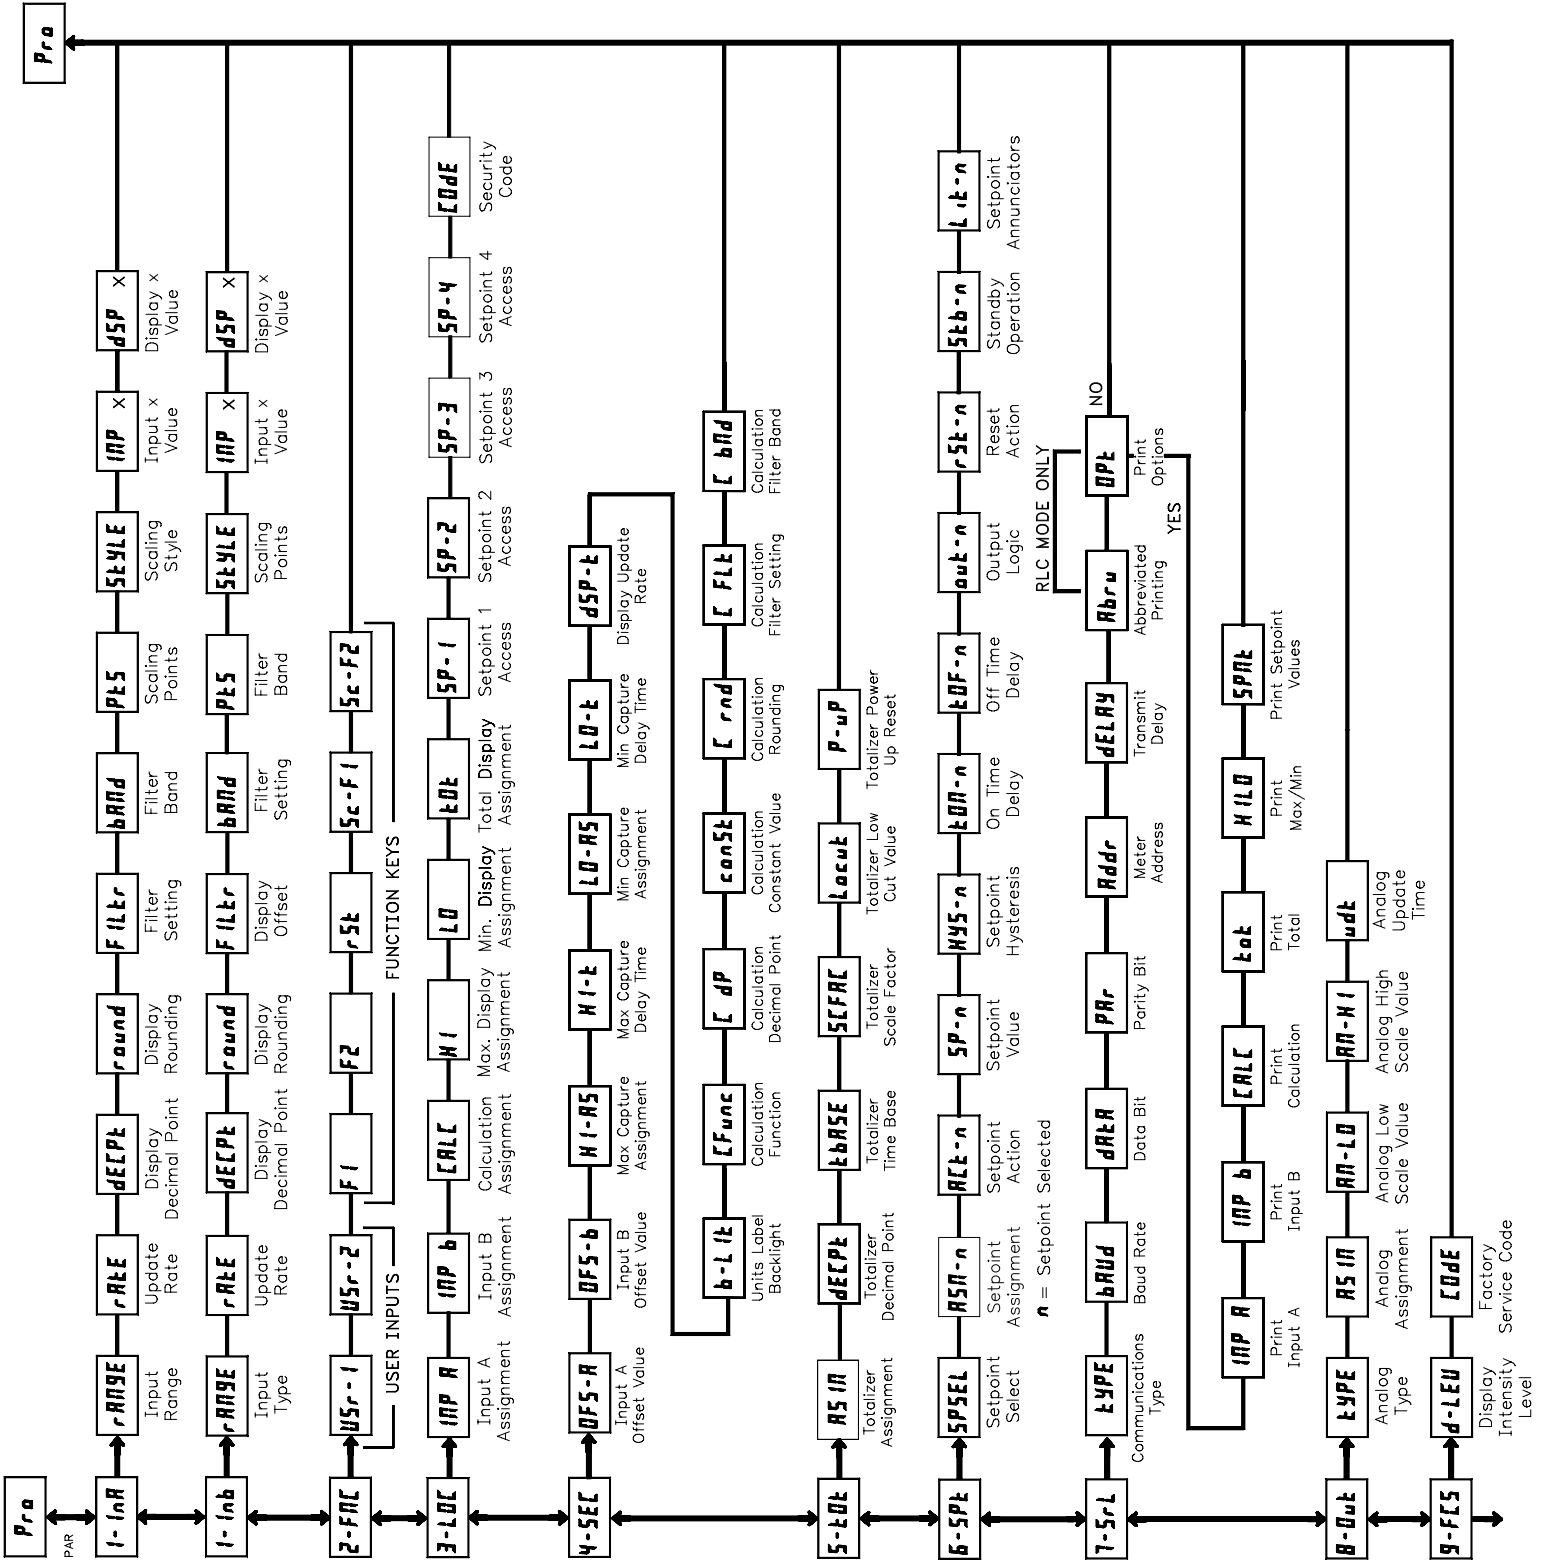 Pro
PAR
Pro
1-InA
rANGE
Input
Range
rAtE
Update
Rate
dECPt
Display
Decimal Point
round
Display
Rounding
FILtr
Filter
Setting
bANd
Filter
Band
PtS
Scaling
Points
StYLE
Scaling
Style
INP x
Input x
Value
dSP x
Display x
Value
1-Inb
rANGE
Input
Type
rAtE
Update
Rate
dECPt
Display
Decimal Point
round
Display
Rounding
FILtr
Display
Offset
bANd
Filter
Setting
PtS
Filter
Band
StYLE
Scaling
Points
INP x
Input x
Value
dSP x
Display x
Value
2-FNC
USr-1
USr-2
USER INPUTS
F1
F2
rSt
Sc-F1
Sc-F2
FUNCTION KEYS
3-LOC
INP A
Input A
Assignment
INP b
Input B
Assignment
CALC
Calculation
Assignment
HI
Max. Display
Assignment
LO
Min. Display
Assignment
tOt
Total Display
Assignment
SP-1
Setpoint 1
Access
SP-2
Setpoint 2
Access
SP-3
Setpoint 3
Access
SP-4
Setpoint 4
Access
COdE
Security
Code
4-SEC
OFS-A
Input A
Offset Value
OFS-b
Input B
Offset Value
HI-AS
Max Capture
Assignment
HI-t
Max Capture
Delay Time
LO-AS
Min Capture
Assignment
LO-t
Min Capture
Delay Time
dSP-t
Display Update
Rate
b-LIt
Units Label
Backlight
CFunc
Calculation
Function
C dP
Calculation
Decimal Point
conSt
Calculation
Constant Value
C rnd
Calculation
Rounding
C FLt
Calculation
Filter Setting
C bNd
Calculation
Filter Band
5-tOt
ASIN
Totalizer
Assignment
dECPt
Totalizer
Decimal Point
tbASE
Totalizer
Time Base
SCFAC
Totalizer
Scale Factor
Locut
Totalizer Low
Cut Value
P-uP
Totalizer Power
Up Reset
6-SPt
SPSEL
Setpoint
Select
ASN-n
Setpoint
Assignment
ACt-n
Setpoint
Action
SP-n
Setpoint
Value
HYS-n
Setpoint
Hysteresis
tON-n
On Time
Delay
tOF-n
Off Time
Delay
out-n
Output
Logic
rSt-n
Reset
Action
Stb-n
Standby
Operation
Lit-n
Setpoint
Annunciators
n = Setpoint Selected
7-SrL
tYPE
Communications
Type
bAUd
Baud Rate
dAtA
Data Bit
PAr
Parity Bit
Addr
Meter
Address
dELAY
Transmit
Delay
Abru
Abbreviated
Printing
OPt
Print
Options
RLC MODE ONLY
NO
YES
INP A
Print
Input A
INP b
Print
Input B
CALC
Print
Calculation
tot
Print
Total
HILO
Print
Max/Min
SPNt
Print Setpoint
Values
8-Out
tYPE
Analog
Type
ASIN
Analog
Assignment
AN-LO
Analog Low
Scale Value
AN-HI
Analog High
Scale Value
udt
Analog
Update
Time
9-FCS
d-LEU
Display
Intensity
Level
COdE
Factory
Service Code